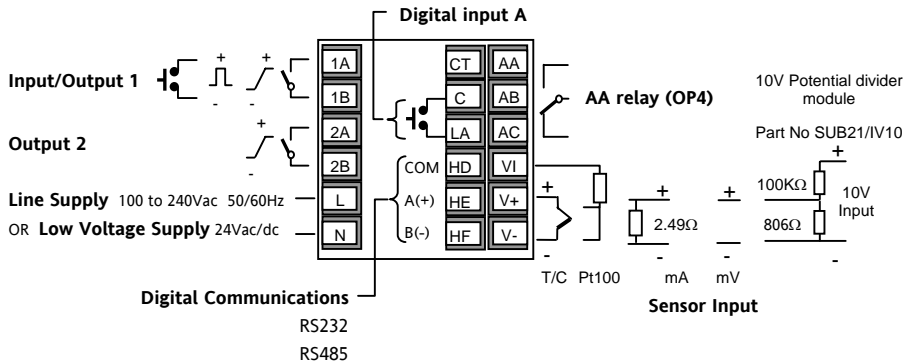 Digital input A
Input/Output 1
+
-
+
-
1A
1B
CT
AA
C
AB
AA relay (OP4)
10V Potential divider
module
Part No SUB21/IV10
Output 2
+
-
2A
2B
LA
AC
COM
HD
VI
Line Supply 100 to 240Vac 50/60Hz
L
A(+)
HE
V+
OR Low Voltage Supply 24Vac/dc
N
B(-)
HF
V-
+
-
T/C
Pt100
+
2.49Ω
-
mA
+
-
mV
+
100KΩ
806Ω
10V
Input
-
Sensor Input
Digital Communications
RS232
RS485